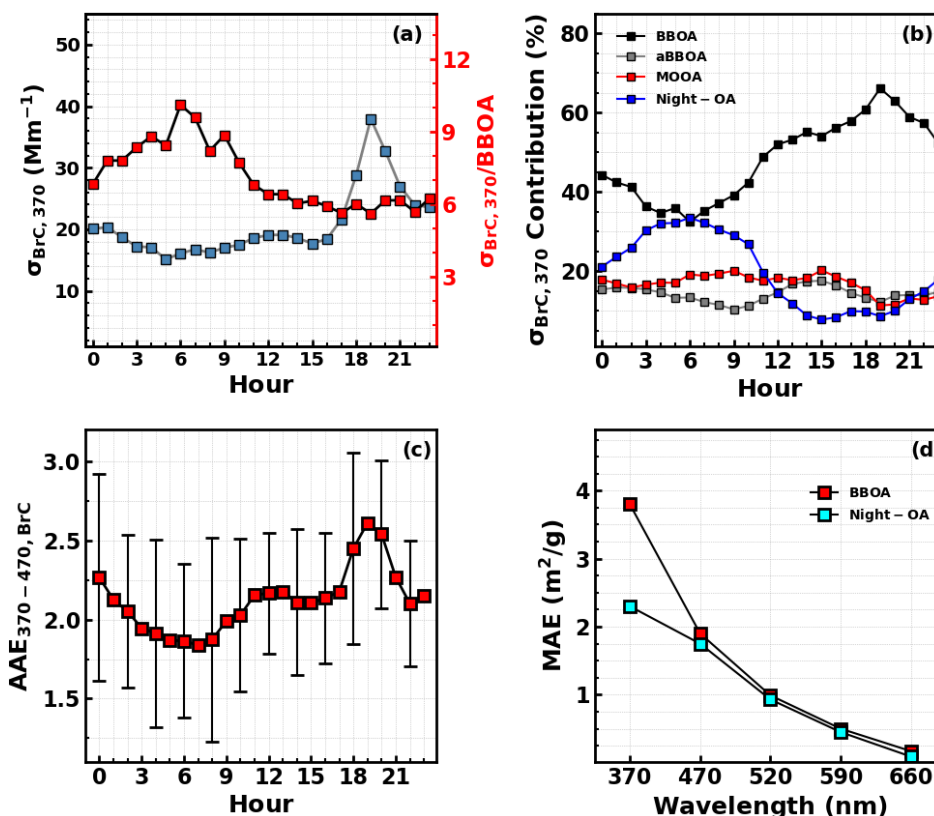 (a)
50
40
30
20
10
12
9
6
3
0 3 6 9 12 15 18 21
Hour
σBrC, 370 (Mm−1)
σBrC, 370/BBOA
(b)
BBOA
aBBOA
MOOA
Night − OA
80
60
40
20
0 3 6 9 12 15 18 21
Hour
σBrC, 370 Contribution (%)
(c)
3.0
2.5
2.0
1.5
0 3 6 9 12 15 18 21
Hour
AAE370 − 470, BrC
(d)
BBOA
Night − OA
4
3
2
1
370 470 520 590 660
Wavelength (nm)
MAE (m2/g)